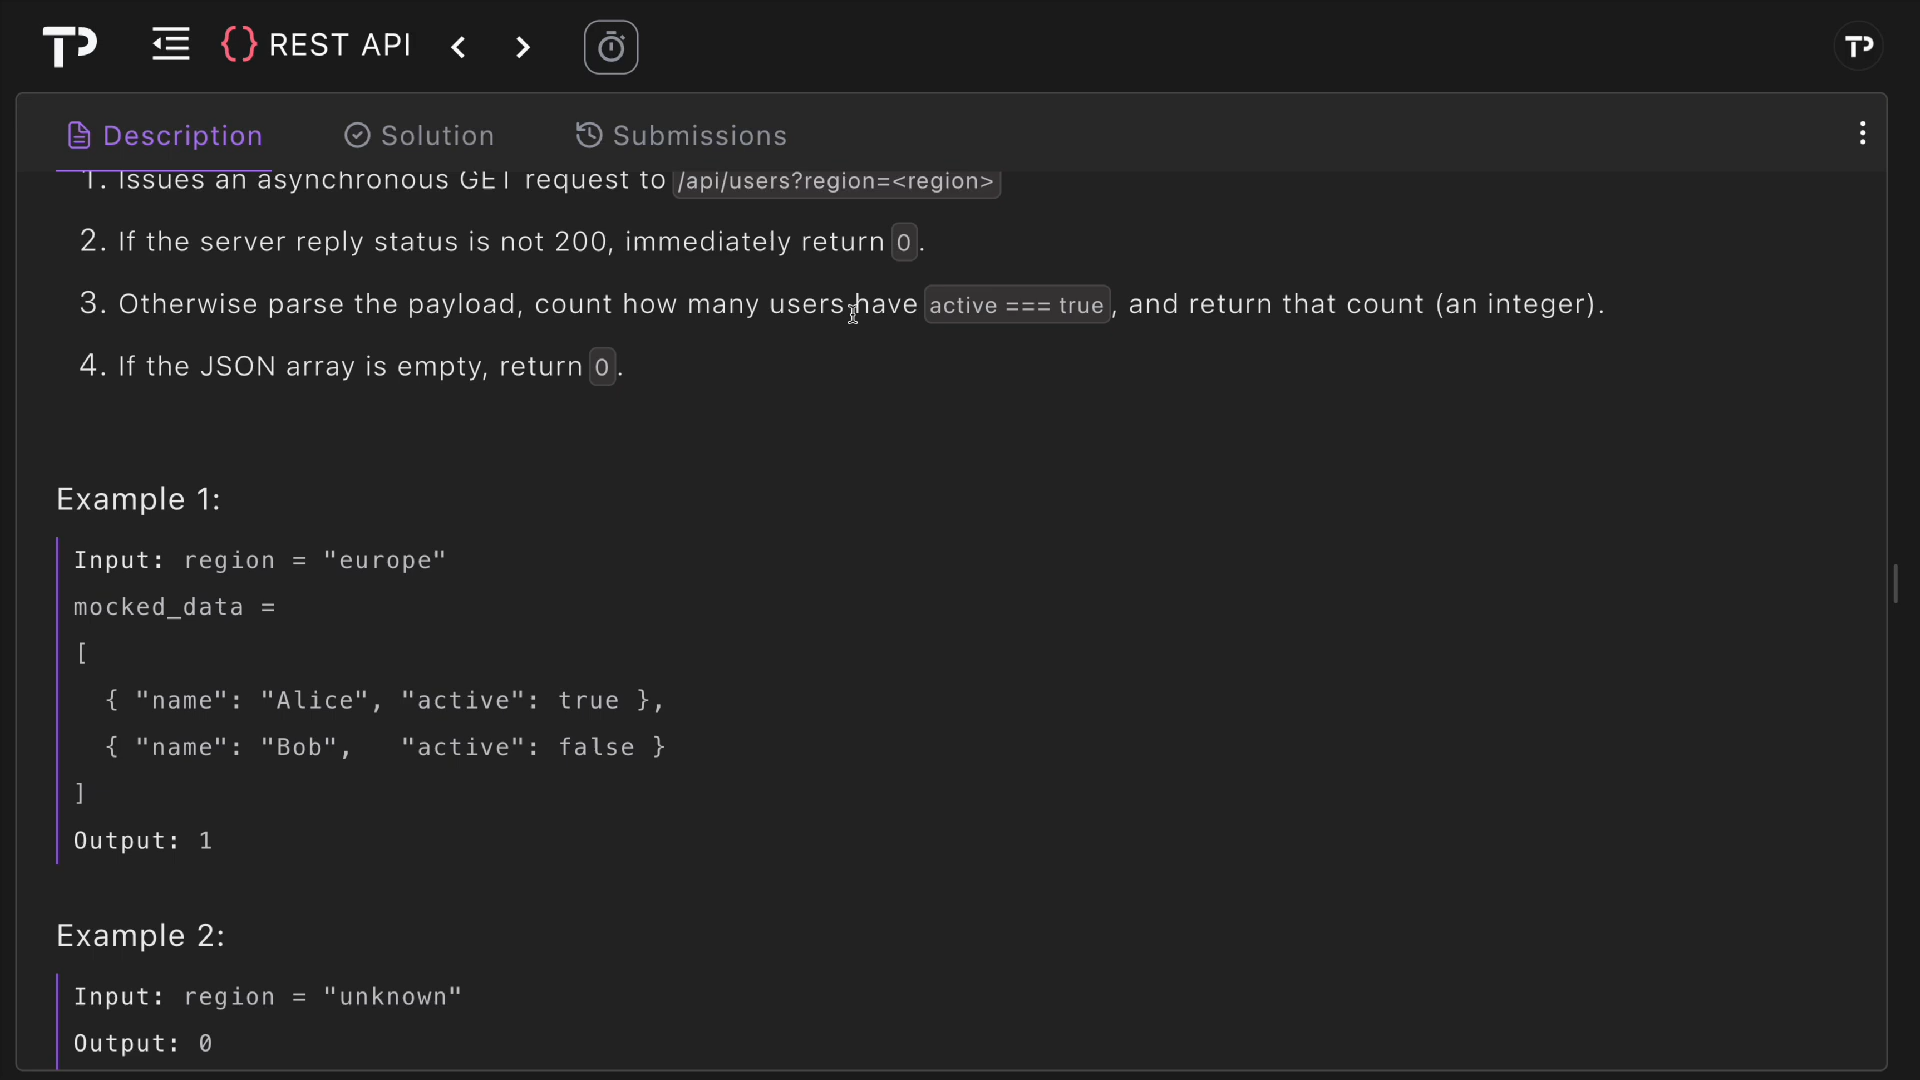 TP {} REST API < > TP
Description Solution Submissions
1. Issues an asynchronous GET request to /api/users?region=<region>
2. If the server reply status is not 200, immediately return 0.
3. Otherwise parse the payload, count how many users have active === true, and return that count (an integer).
4. If the JSON array is empty, return 0.
Example 1:
Input: region = "europe"
mocked_data =
[
{ "name": "Alice", "active": true },
{ "name": "Bob", "active": false }
]
Output: 1
Example 2:
Input: region = "unknown"
Output: 0